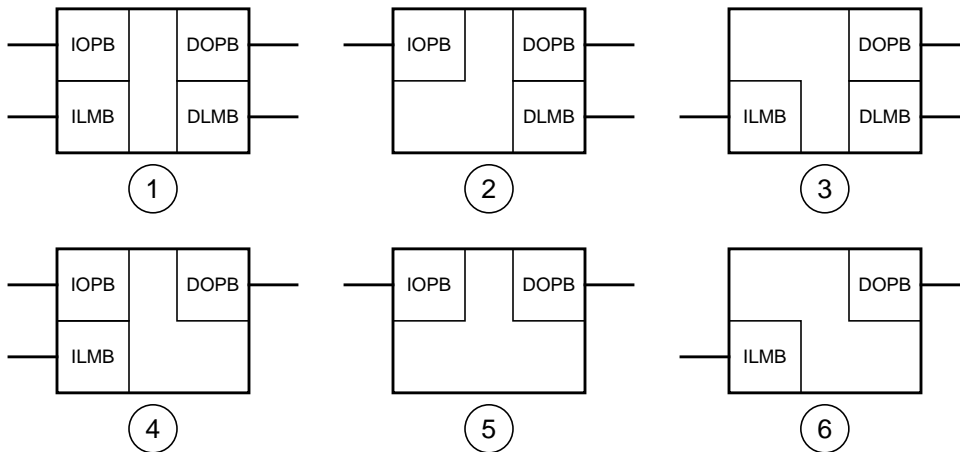 IOPB DOPB IOPB DOPB DOPB
ILMB DLMB DLMB ILMB DLMB
1 2 3
IOPB DOPB IOPB DOPB DOPB
ILMB ILMB
4 5 6